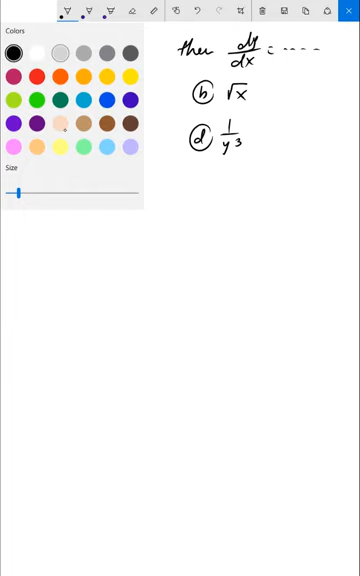 Colors
then dy/dx = ----
(b) √x
(d) 1/y3
Size